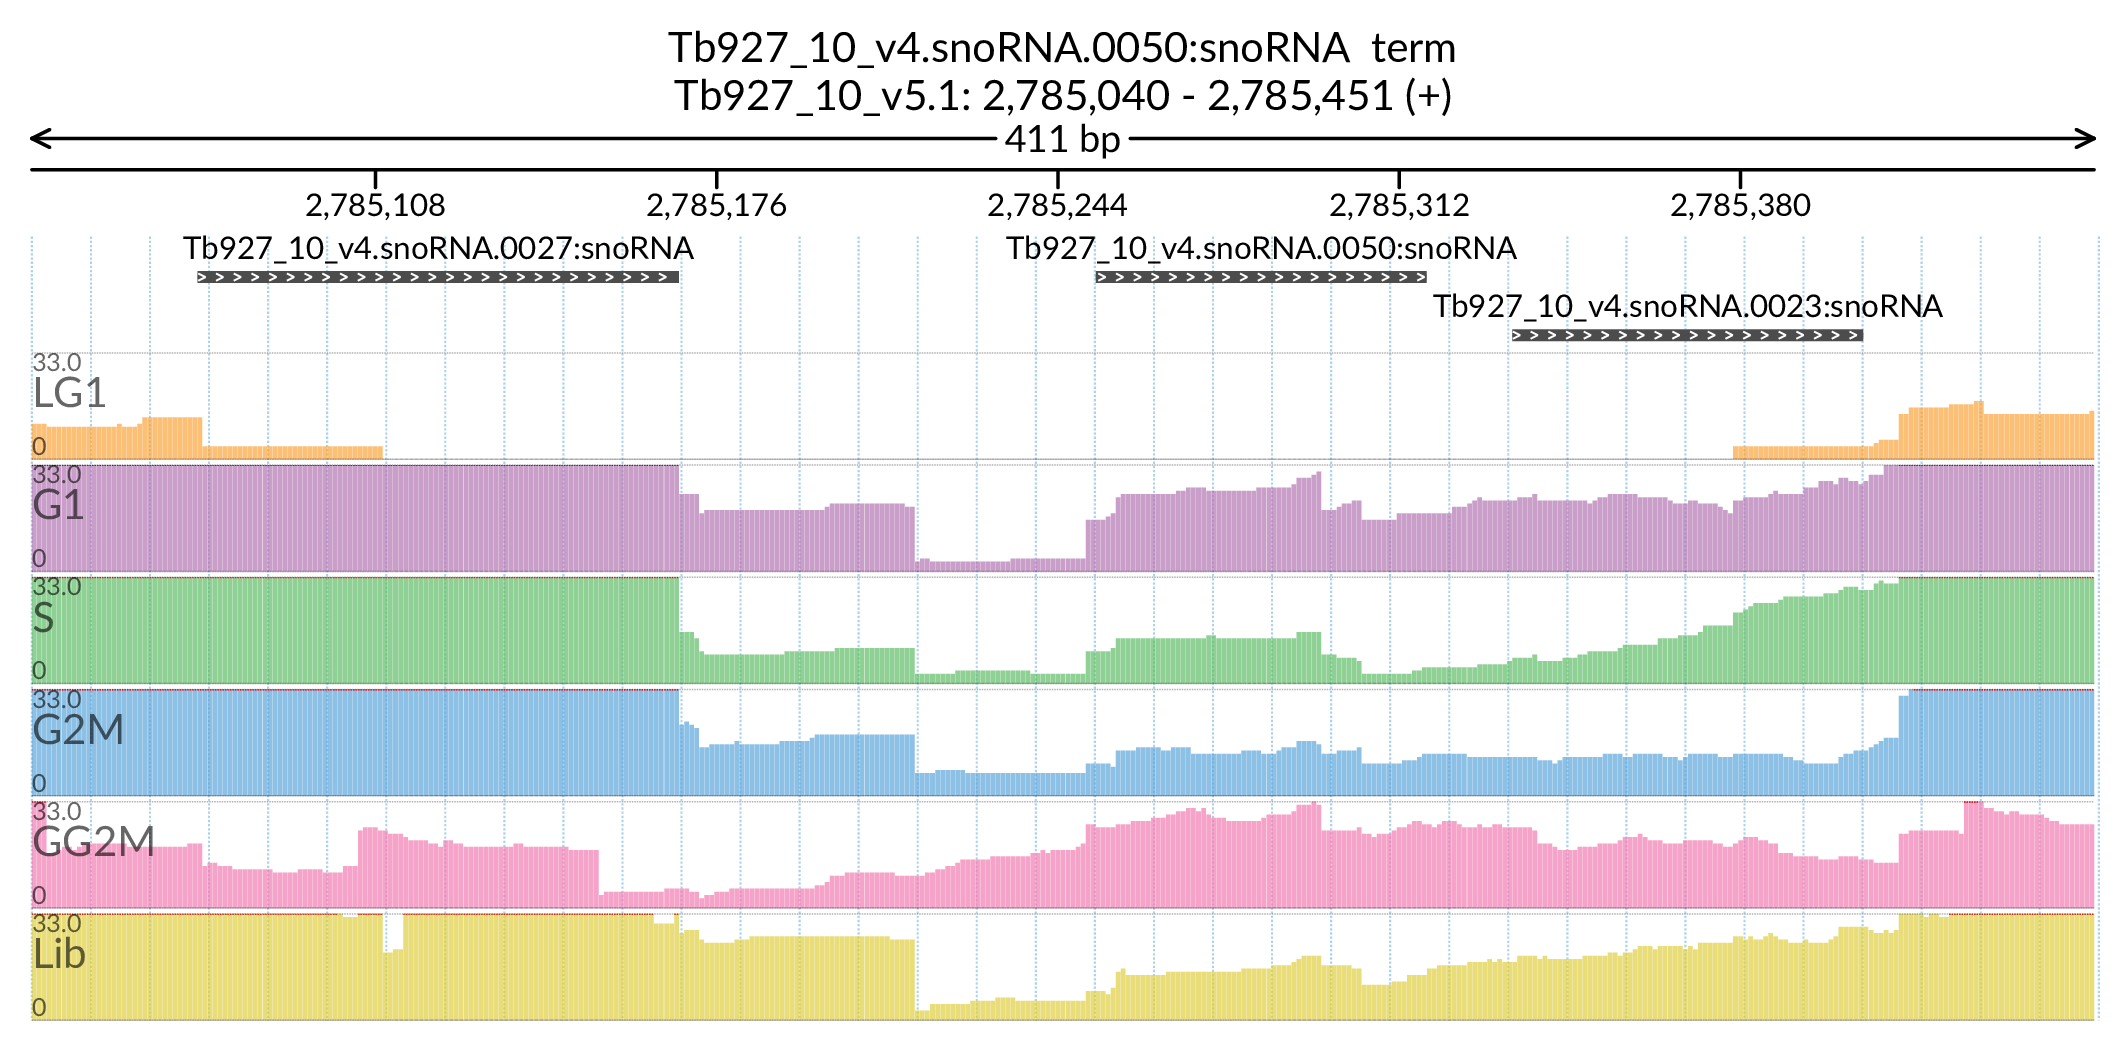 Tb927_10_v4.snoRNA.0050:snoRNA term
Tb927_10_v5.1: 2,785,040 - 2,785,451 (+)
411 bp
2,785,108 2,785,176 2,785,244 2,785,312 2,785,380
Tb927_10_v4.snoRNA.0027:snoRNA Tb927_10_v4.snoRNA.0050:snoRNA
Tb927_10_v4.snoRNA.0023:snoRNA
33.0
LG1
0
33.0
G1
0
33.0
S
0
33.0
G2M
0
33.0
GG2M
0
33.0
Lib
0